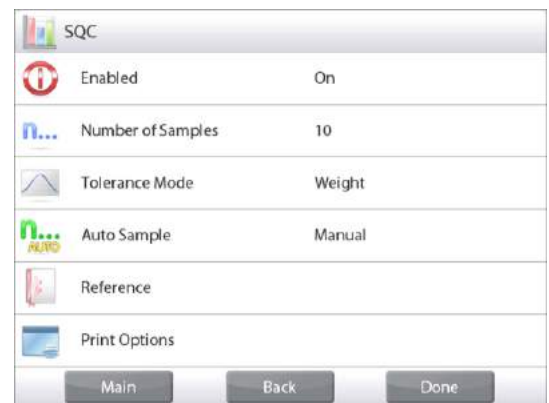 SQC
Enabled On
n... Number of Samples 10
Tolerance Mode Weight
n... AUTO Auto Sample Manual
Reference
Print Options
Main Back Done